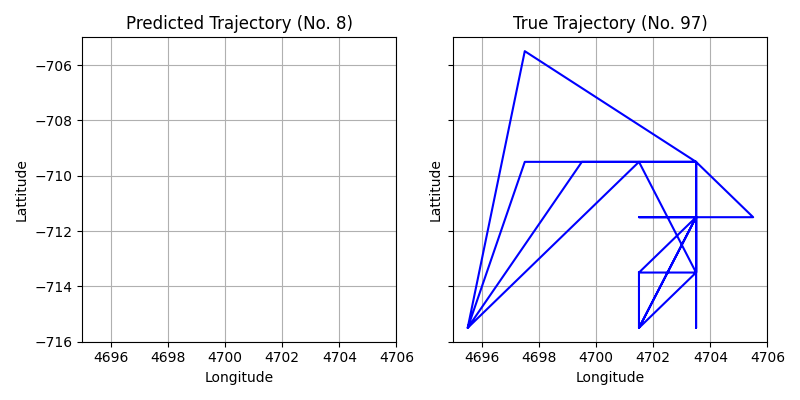 Predicted Trajectory (No. 8)
−706
−708
−710
−712
−714
−716
Lattitude
4696 4698 4700 4702 4704 4706
Longitude
True Trajectory (No. 97)
Lattitude
4696 4698 4700 4702 4704 4706
Longitude